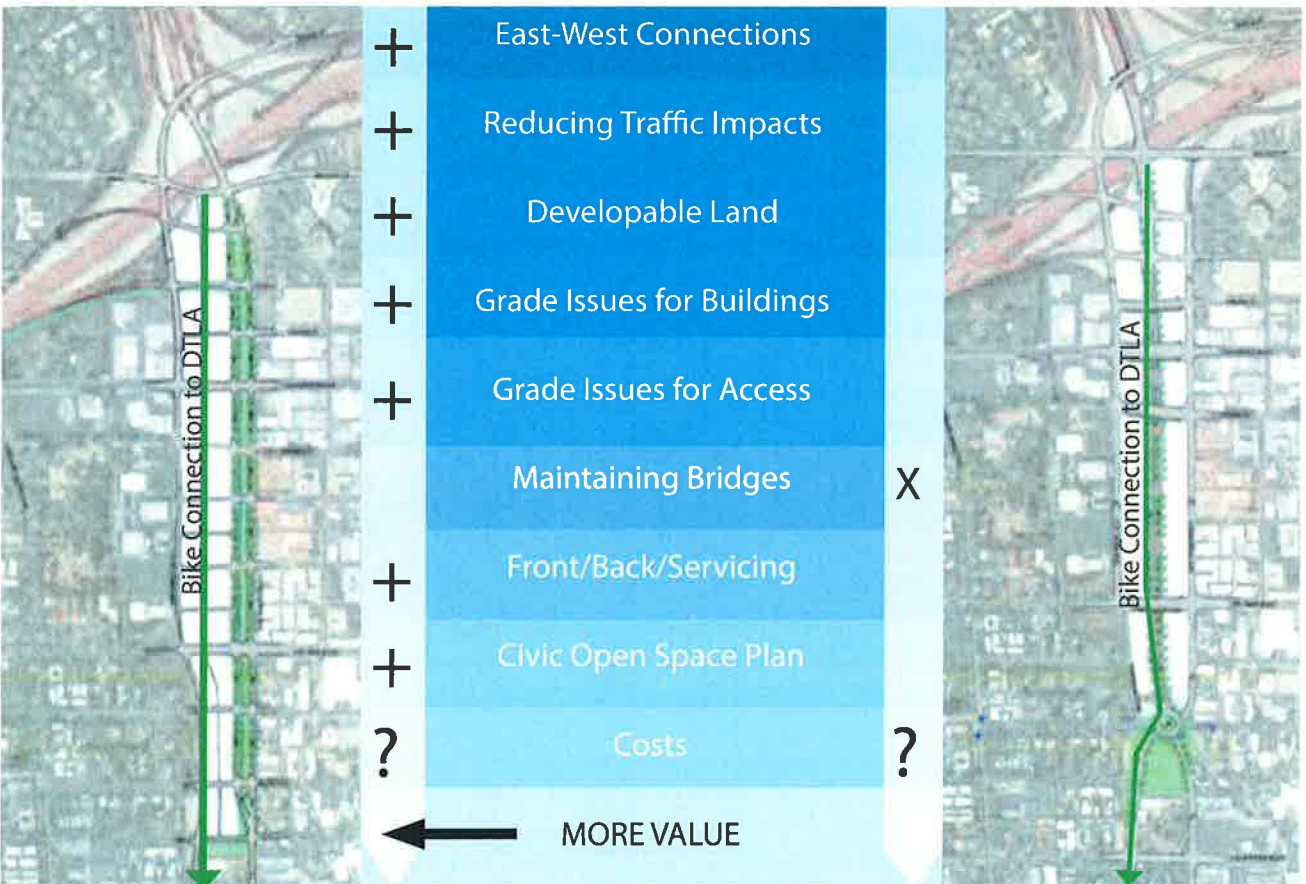 + East-West Connections
+ Reducing Traffic Impacts
+ Developable Land
+ Grade Issues for Buildings
+ Grade Issues for Access
Maintaining Bridges X
+ Front/Back/Servicing
+ Civic Open Space Plan
? Costs ?
MORE VALUE
Bike Connection to DTLA
Bike Connection to DTLA